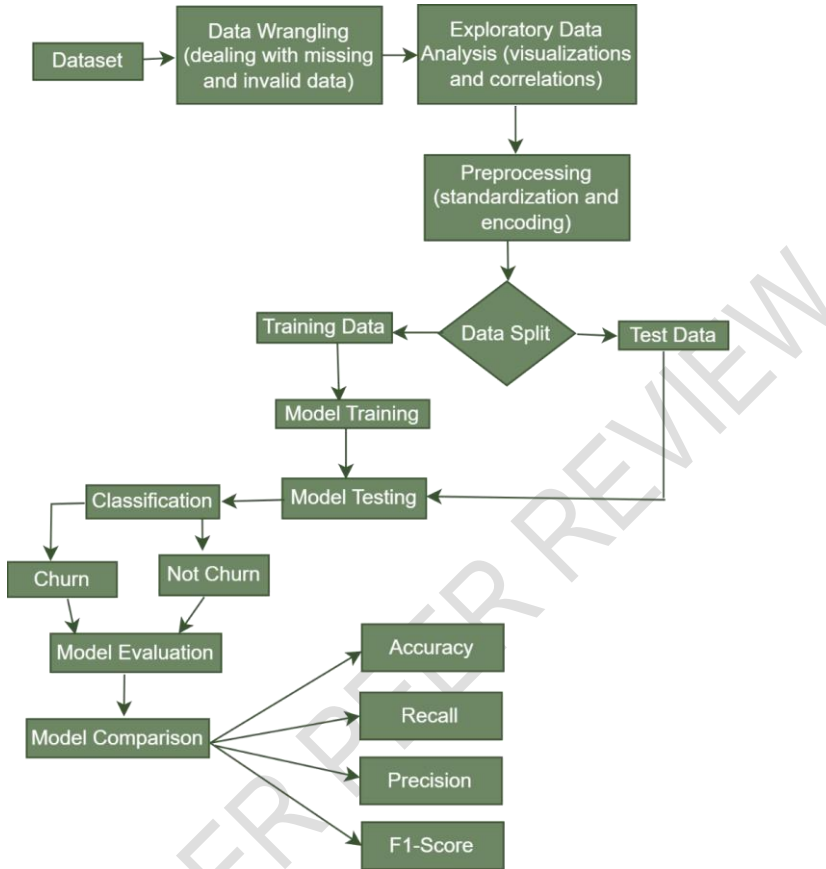 Dataset
Data Wrangling
(dealing with missing
and invalid data)
Exploratory Data
Analysis (visualizations
and correlations)
Preprocessing
(standardization and
encoding)
Data Split
Training Data
Test Data
Model Training
Model Testing
Classification
Churn
Not Churn
Model Evaluation
Model Comparison
Accuracy
Recall
Precision
F1-Score
ER PEER REVIEW